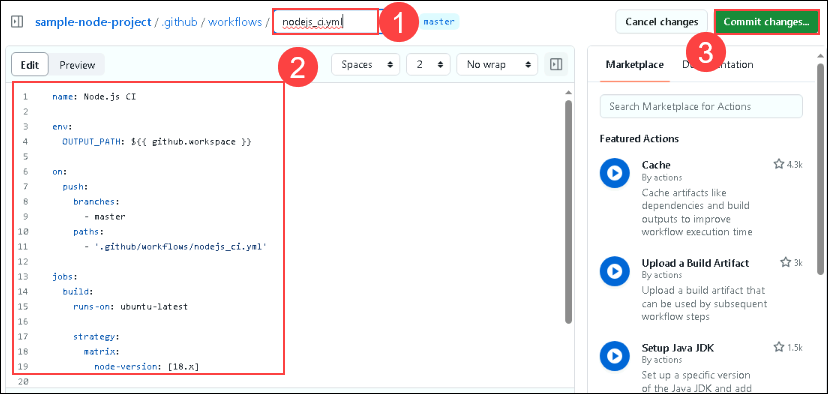 sample-node-project / .github / workflows / nodejs_ci.yml 1 master Cancel changes Commit changes...
3
Edit Preview 2 Spaces 2 No wrap
1 name: Node.js CI
2
3 env:
4 OUTPUT_PATH: ${{ github.workspace }}
5
6 on:
7 push:
8 branches:
9 - master
10 paths:
11 - '.github/workflows/nodejs_ci.yml'
12
13 jobs:
14 build:
15 runs-on: ubuntu-latest
16
17 strategy:
18 matrix:
19 node-version: [18.x]
20
Marketplace
Search Marketplace for Actions
Featured Actions
Cache 4.3k
By actions
Cache artifacts like
dependencies and build
outputs to improve
workflow execution time
Upload a Build Artifact 3k
By actions
Upload a build artifact that
can be used by subsequent
workflow steps
Setup Java JDK 1.5k
By actions
Set up a specific version
of the Java JDK and add